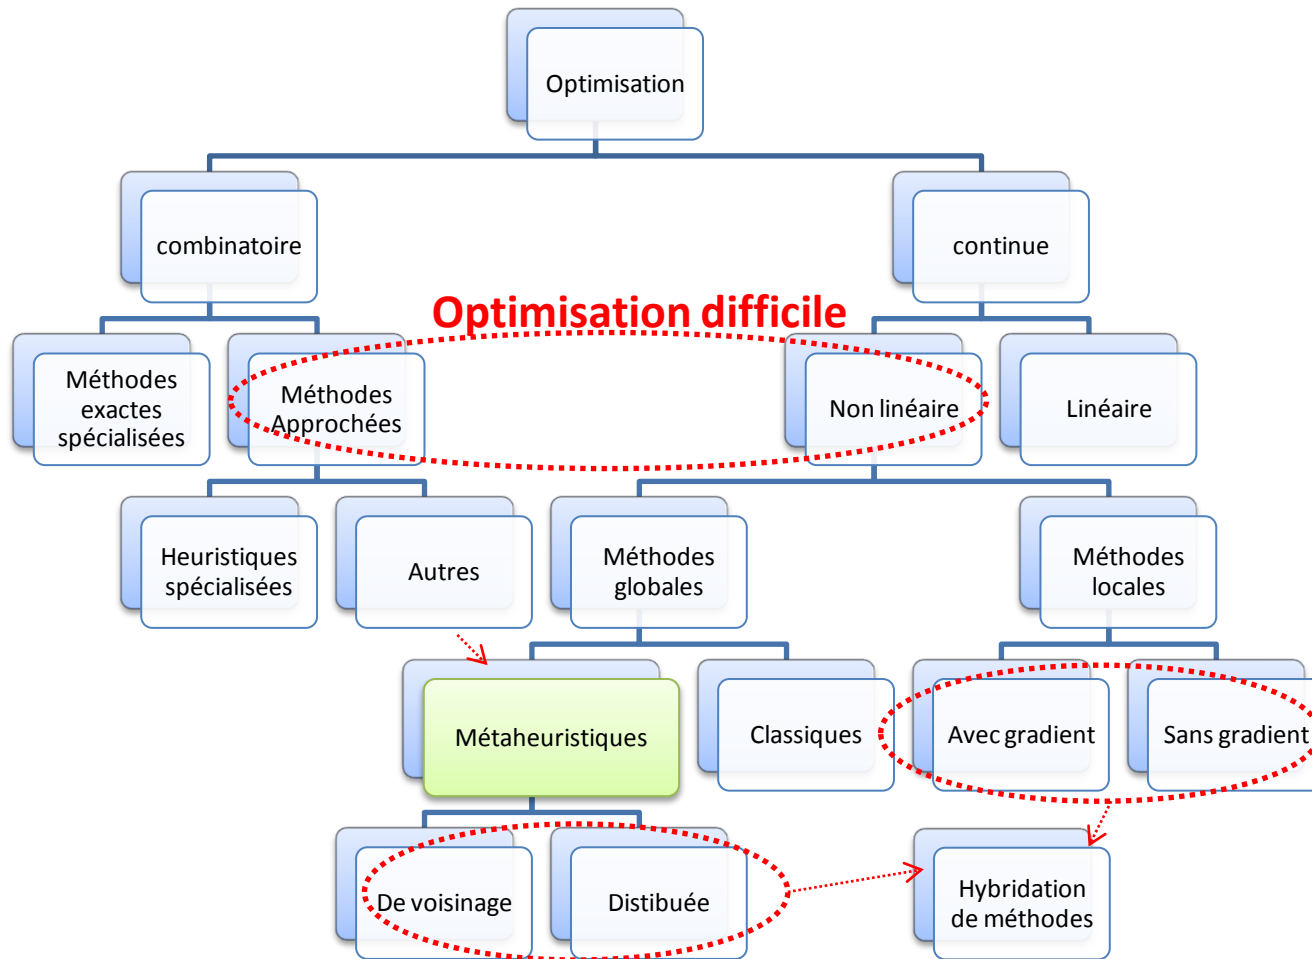 Optimisation
combinatoire
continue
Optimisation difficile
Méthodes
exactes
spécialisées
Méthodes
Approchées
Non linéaire
Linéaire
Heuristiques
spécialisées
Autres
Méthodes
globales
Méthodes
locales
Métaheuristiques
Classiques
Avec gradient
Sans gradient
De voisinage
Distibuée
Hybridation
de méthodes